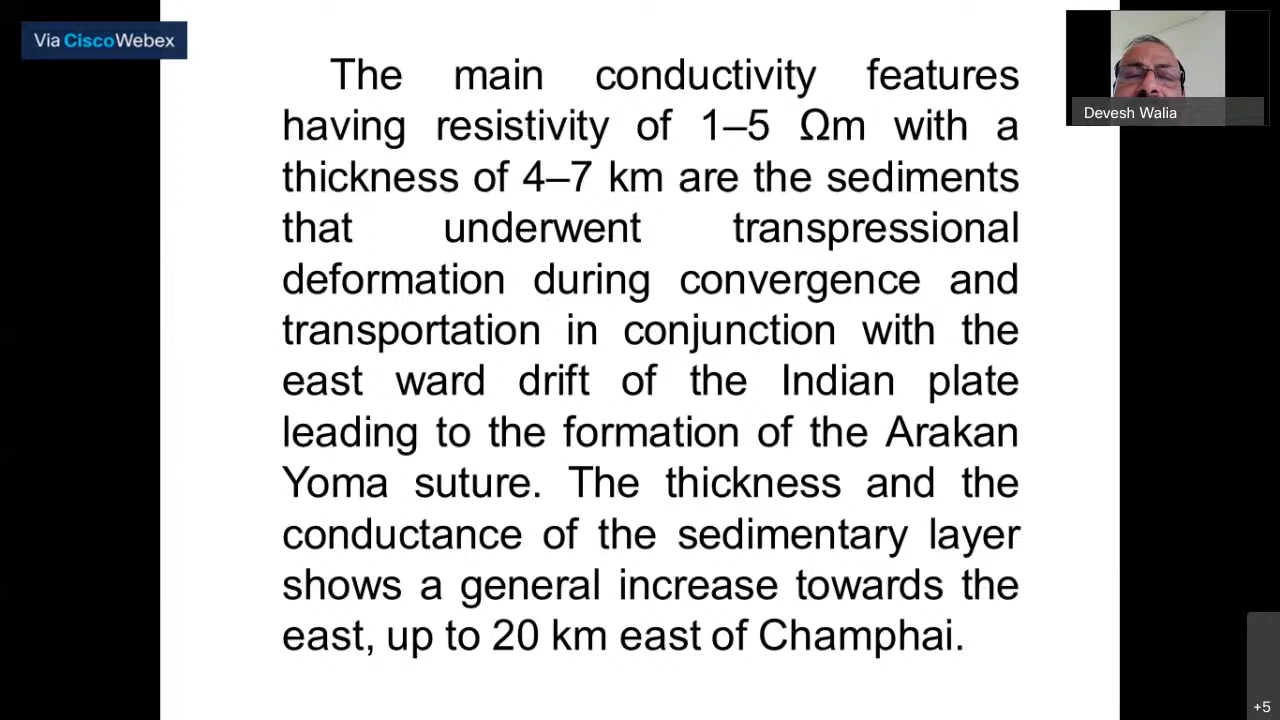 Via CiscoWebex
Devesh Walia
The main conductivity features
having resistivity of 1–5 Ωm with a
thickness of 4–7 km are the sediments
that underwent transpressional
deformation during convergence and
transportation in conjunction with the
east ward drift of the Indian plate
leading to the formation of the Arakan
Yoma suture. The thickness and the
conductance of the sedimentary layer
shows a general increase towards the
east, up to 20 km east of Champhai.
+5